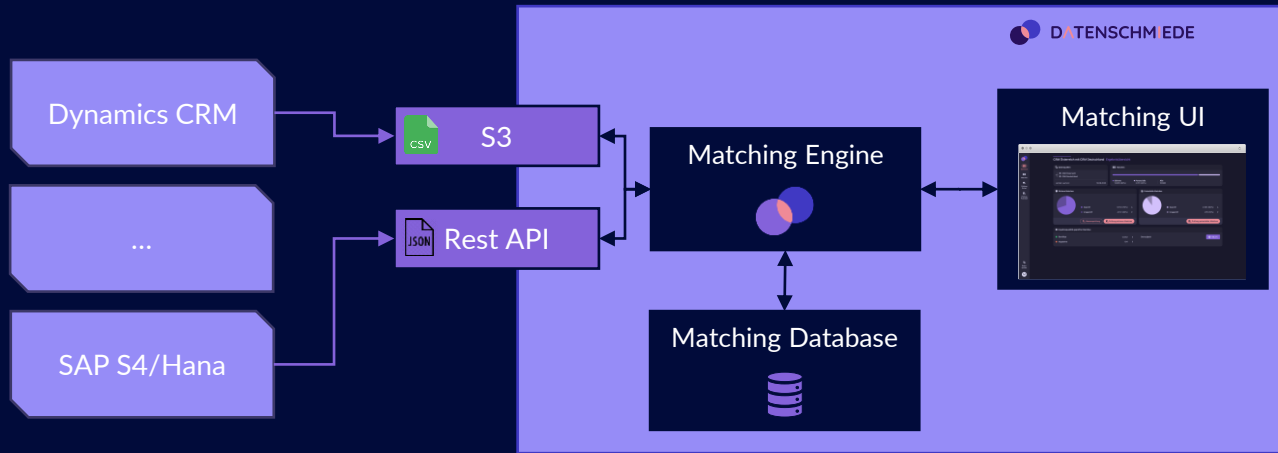 DATENSCHMIEDE
Dynamics CRM
...
SAP S4/Hana
CSV
S3
JSON
Rest API
Matching Engine
Matching Database
Matching UI